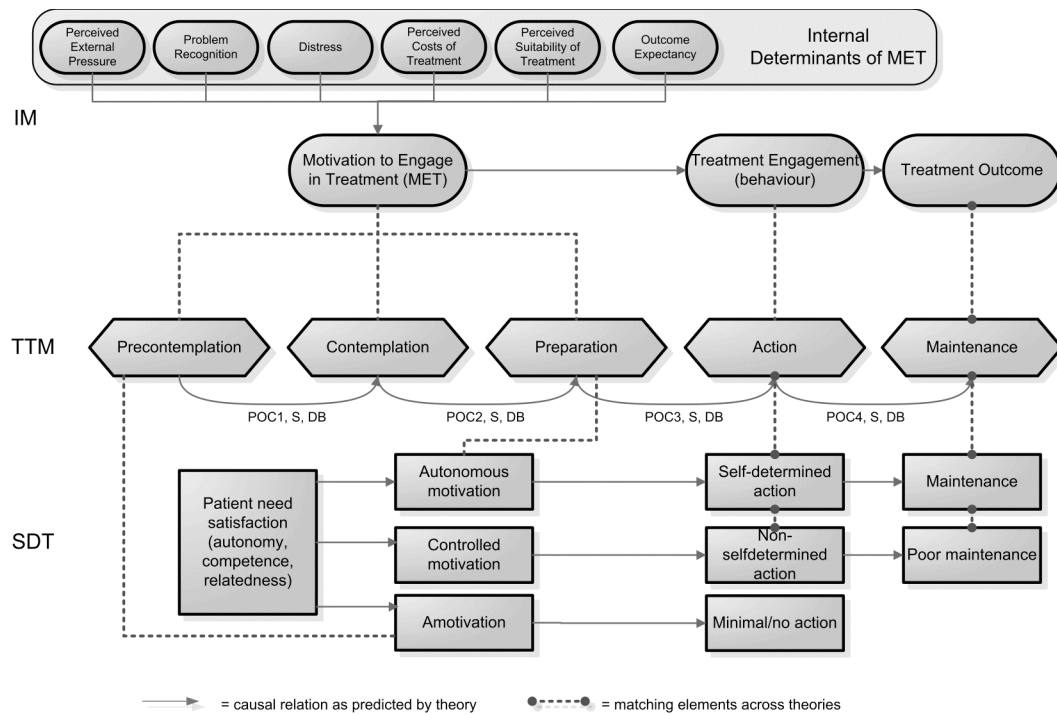 Perceived
External
Pressure
Problem
Recognition
Distress
Perceived
Costs of
Treatment
Perceived
Suitability of
Treatment
Outcome
Expectancy
Internal
Determinants of MET
IM
Motivation to Engage
in Treatment (MET)
Treatment Engagement
(behaviour)
Treatment Outcome
TTM
Precontemplation
Contemplation
Preparation
Action
Maintenance
POC1, S, DB
POC2, S, DB
POC3, S, DB
POC4, S, DB
SDT
Patient need
satisfaction
(autonomy,
competence,
relatedness)
Autonomous
motivation
Self-determined
action
Maintenance
Controlled
motivation
Non-
selfdetermined
action
Poor maintenance
Amotivation
Minimal/no action
= causal relation as predicted by theory
= matching elements across theories